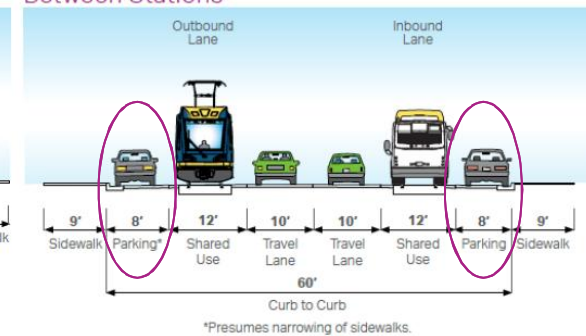 Between Stations
Outbound
Lane
Inbound
Lane
9' 8' 12' 10' 10' 12' 8' 9'
Sidewalk Parking* Shared Use Travel Lane Travel Lane Shared Use Parking Sidewalk
60'
Curb to Curb
*Presumes narrowing of sidewalks.